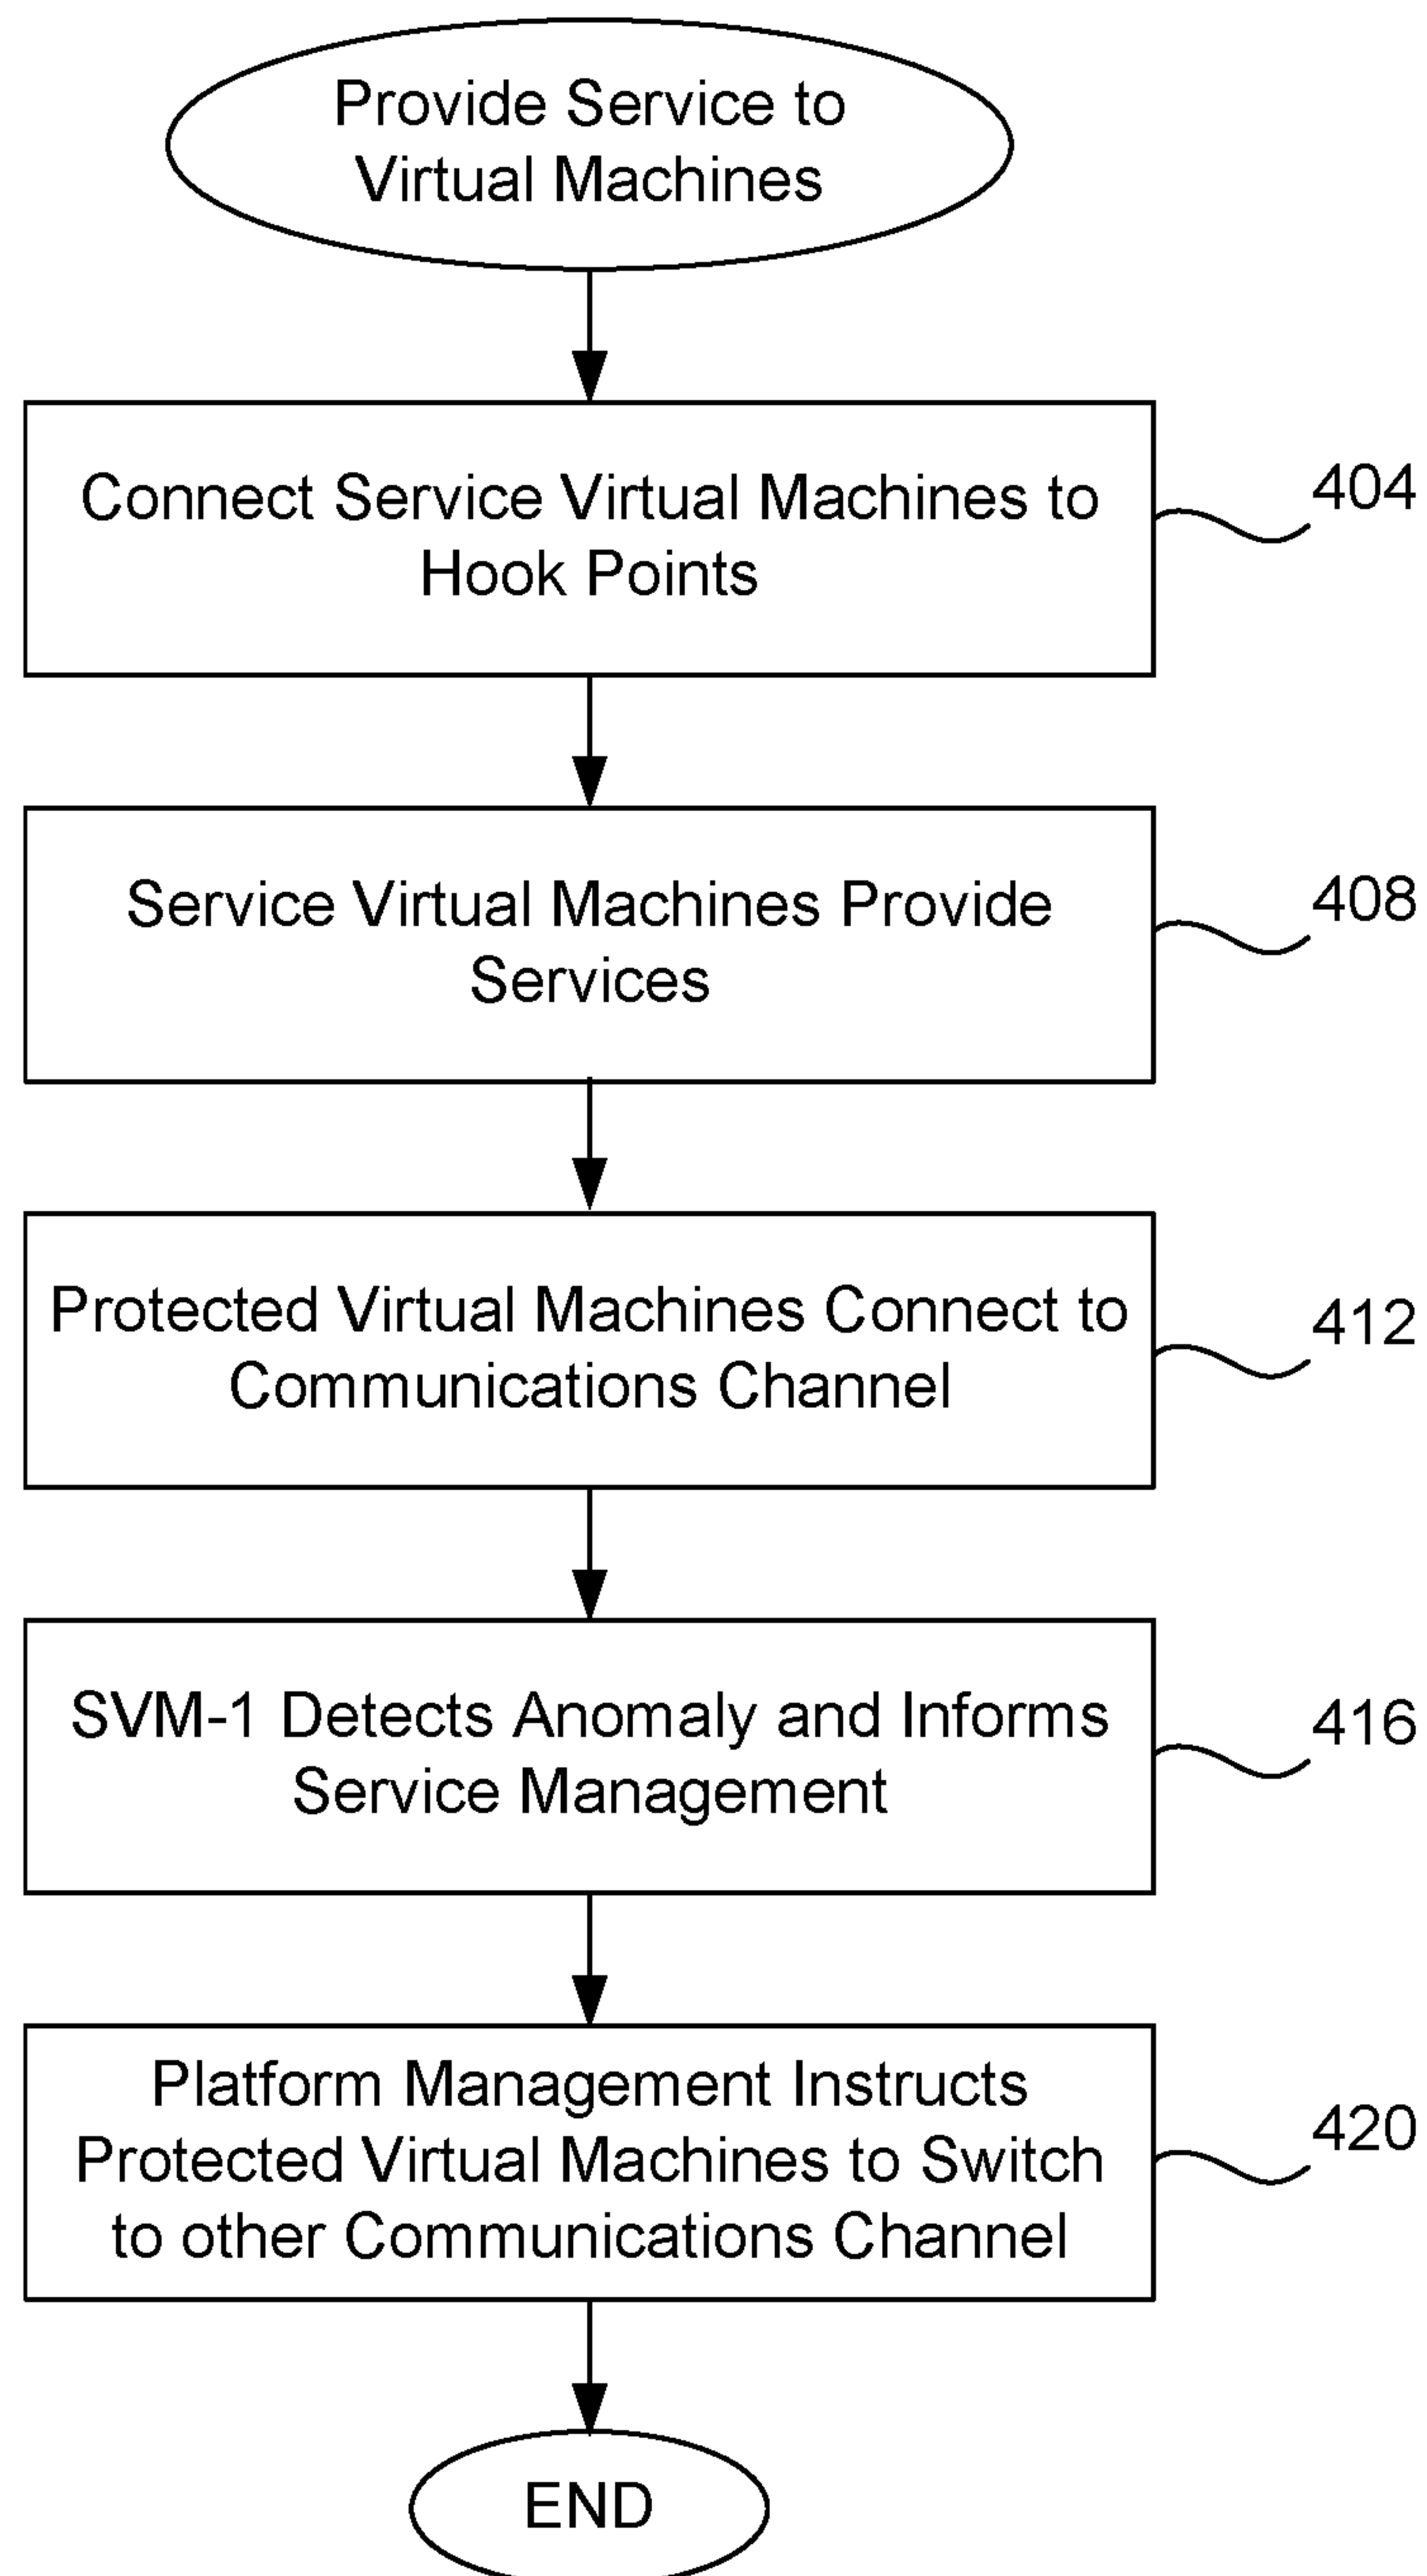 Provide Service to
Virtual Machines
Connect Service Virtual Machines to
Hook Points
404
Service Virtual Machines Provide
Services
408
Protected Virtual Machines Connect to
Communications Channel
412
SVM-1 Detects Anomaly and Informs
Service Management
416
Platform Management Instructs
Protected Virtual Machines to Switch
to other Communications Channel
420
END